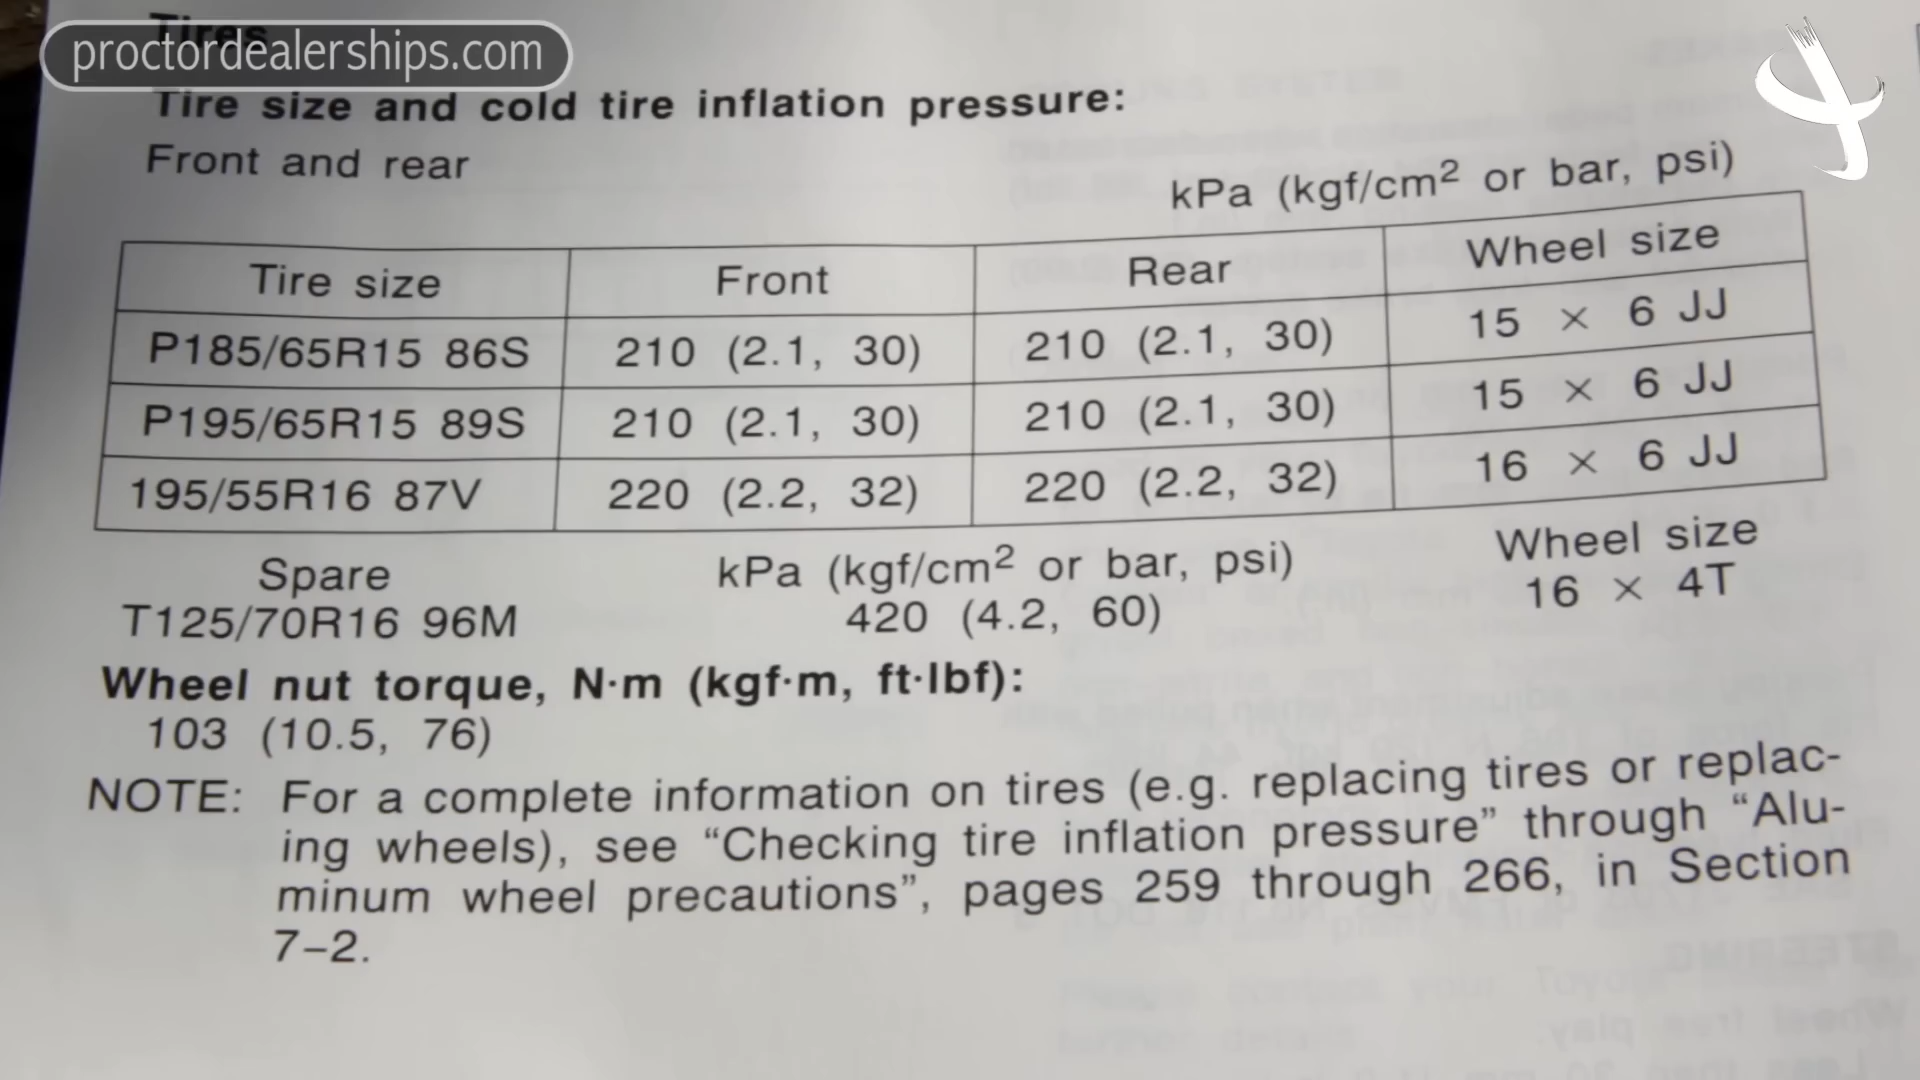 Tires
proctordealerships.com
Tire size and cold tire inflation pressure:
Front and rear
kPa (kgf/cm² or bar, psi)
Tire size Front Rear Wheel size
P185/65R15 86S 210 (2.1, 30) 210 (2.1, 30) 15 × 6 JJ
P195/65R15 89S 210 (2.1, 30) 210 (2.1, 30) 15 × 6 JJ
195/55R16 87V 220 (2.2, 32) 220 (2.2, 32) 16 × 6 JJ
Spare kPa (kgf/cm² or bar, psi) Wheel size
T125/70R16 96M 420 (4.2, 60) 16 × 4T
Wheel nut torque, N·m (kgf·m, ft·lbf):
103 (10.5, 76)
NOTE: For a complete information on tires (e.g. replacing tires or replac-
ing wheels), see “Checking tire inflation pressure” through “Alu-
minum wheel precautions”, pages 259 through 266, in Section
7–2.